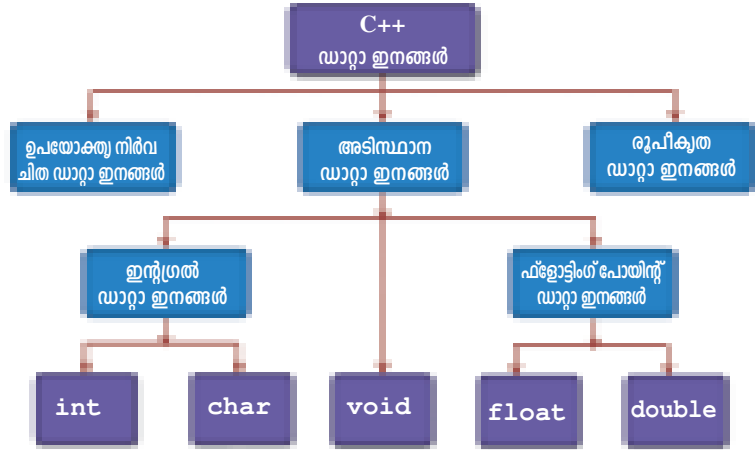 C++
ഡാറ്റാ ഇനങ്ങൾ
ഉപയോക്തൃ നിർവ
ചിത ഡാറ്റാ ഇനങ്ങൾ
അടിസ്ഥാന
ഡാറ്റാ ഇനങ്ങൾ
രൂപീകൃത
ഡാറ്റാ ഇനങ്ങൾ
ഇന്റഗ്രൽ
ഡാറ്റാ ഇനങ്ങൾ
ഫ്ളോട്ടിംഗ് പോയിന്റ്
ഡാറ്റാ ഇനങ്ങൾ
int
char
void
float
double